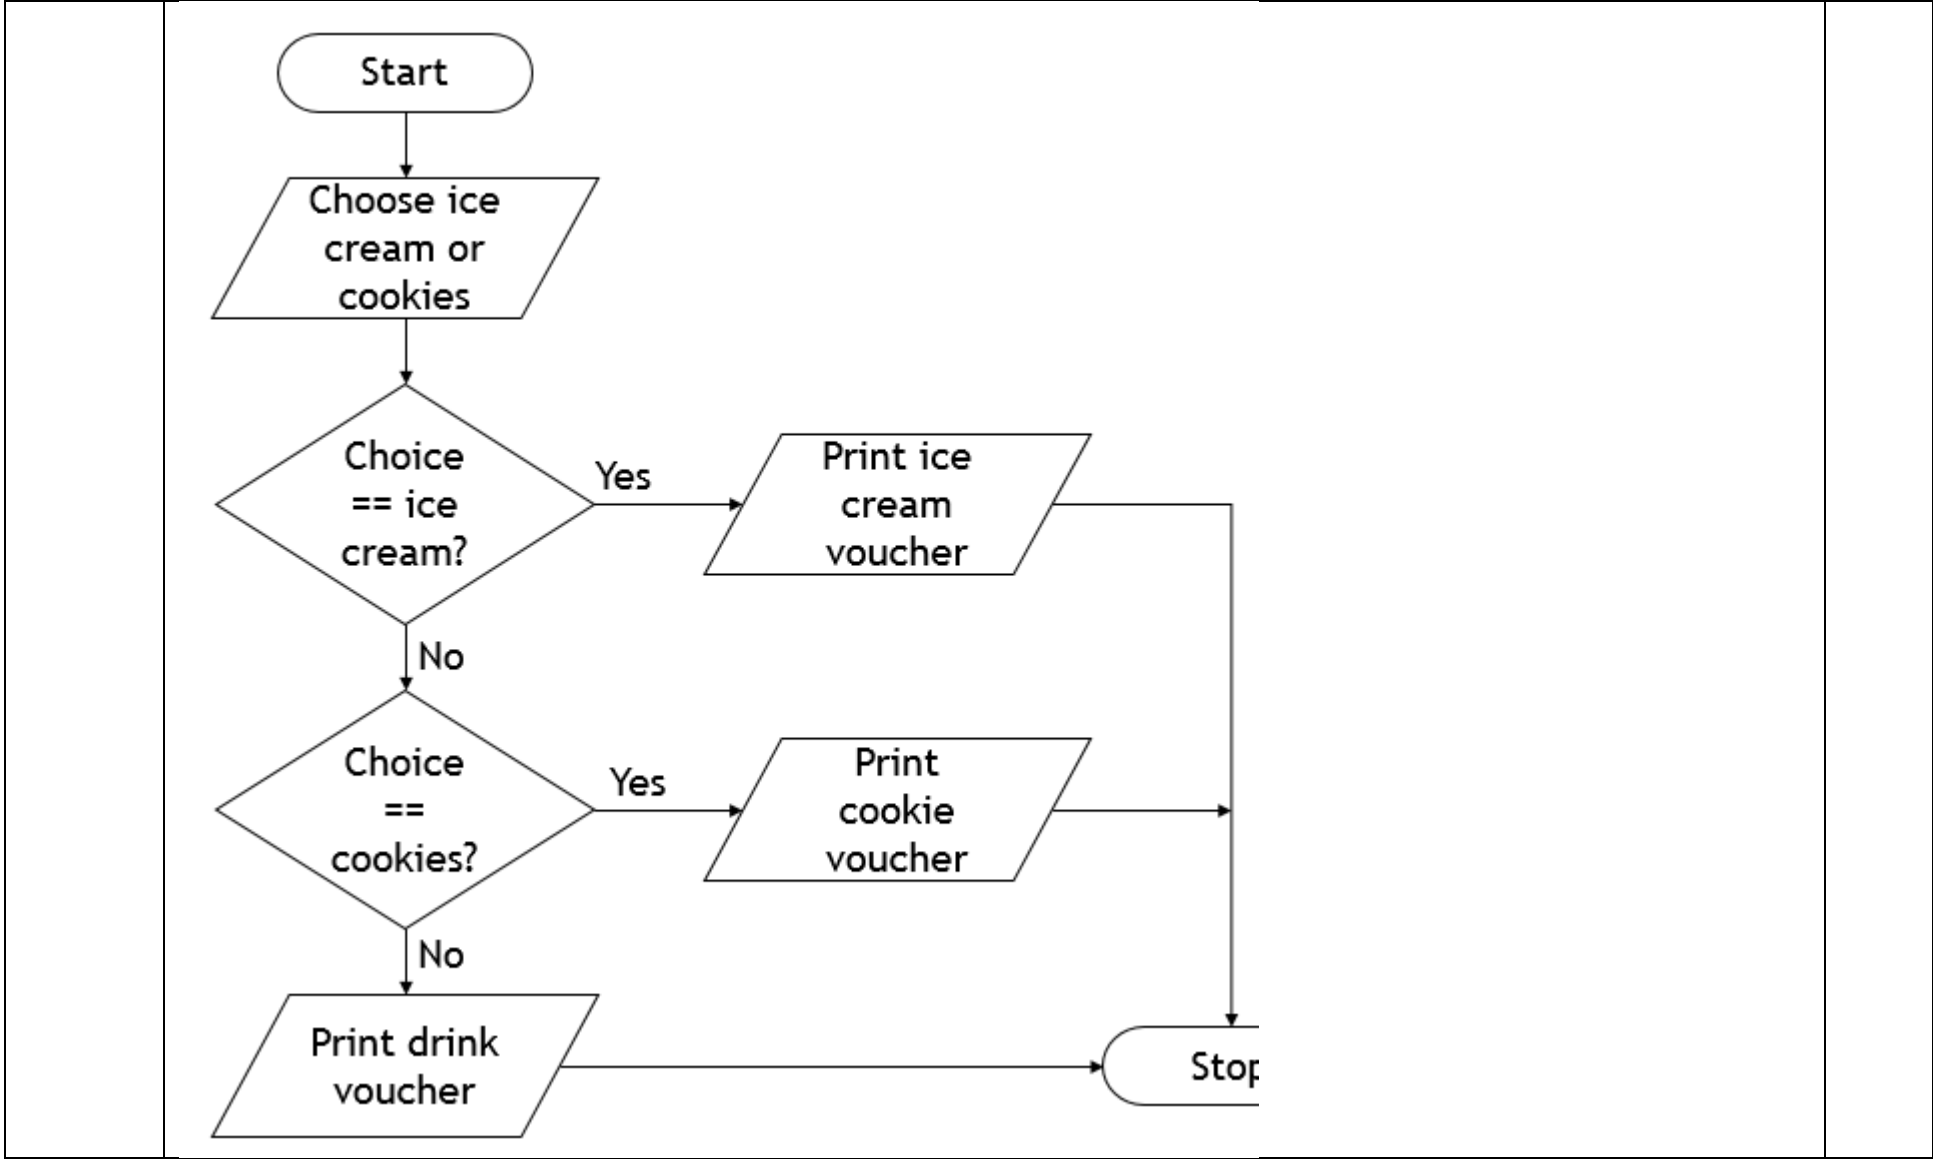 Start
Choose ice
cream or
cookies
Choice
== ice
cream?
Yes
Print ice
cream
voucher
No
Choice
==
cookies?
Yes
Print
cookie
voucher
No
Print drink
voucher
Stop